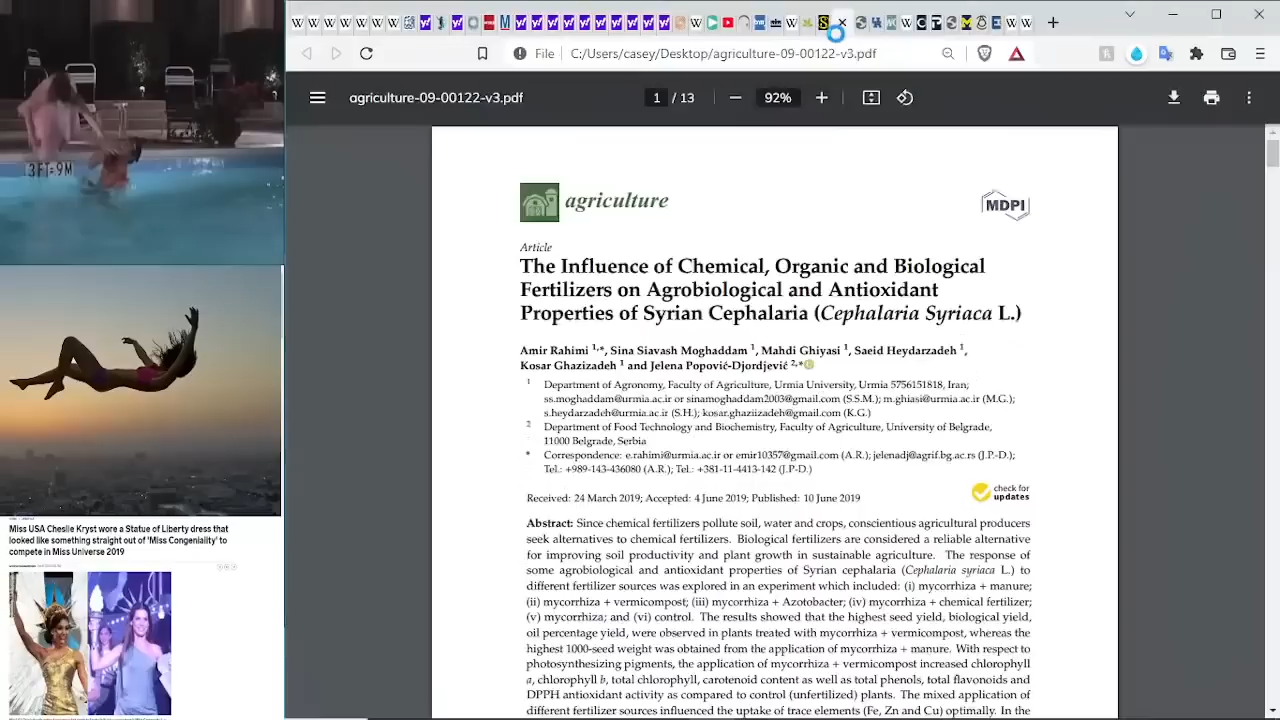 3FT=9M
Miss USA Cheslie Kryst wore a Statue of Liberty dress that
looked like something straight out of 'Miss Congeniality' to
compete in Miss Universe 2019
File
C:/Users/casey/Desktop/agriculture-09-00122-v3.pdf
agriculture-09-00122-v3.pdf
1 / 13
92%
agriculture
MDPI
Article
The Influence of Chemical, Organic and Biological
Fertilizers on Agrobiological and Antioxidant
Properties of Syrian Cephalaria (Cephalaria Syriaca L.)
Amir Rahimi 1,*, Sina Siavash Moghaddam 1, Mahdi Ghiyasi 1, Saeid Heydarzadeh 1,
Kosar Ghazizadeh 1 and Jelena Popović-Djordjević 2,*
1 Department of Agronomy, Faculty of Agriculture, Urmia University, Urmia 5756151818, Iran;
ss.moghaddam@urmia.ac.ir or sinamoghaddam2003@gmail.com (S.S.M.); m.ghiasi@urmia.ac.ir (M.G.);
s.heydarzadeh@urmia.ac.ir (S.H.); kosar.ghaziizadeh@gmail.com (K.G.)
2 Department of Food Technology and Biochemistry, Faculty of Agriculture, University of Belgrade,
11000 Belgrade, Serbia
* Correspondence: e.rahimi@urmia.ac.ir or emir10357@gmail.com (A.R.); jelenadj@agrif.bg.ac.rs (J.P.-D.);
Tel.: +989-143-436080 (A.R.); Tel.: +381-11-4413-142 (J.P-D.)
check for
updates
Received: 24 March 2019; Accepted: 4 June 2019; Published: 10 June 2019
Abstract: Since chemical fertilizers pollute soil, water and crops, conscientious agricultural producers
seek alternatives to chemical fertilizers. Biological fertilizers are considered a reliable alternative
for improving soil productivity and plant growth in sustainable agriculture. The response of
some agrobiological and antioxidant properties of Syrian cephalaria (Cephalaria syriaca L.) to
different fertilizer sources was explored in an experiment which included: (i) mycorrhiza + manure;
(ii) mycorrhiza + vermicompost; (iii) mycorrhiza + Azotobacter; (iv) mycorrhiza + chemical fertilizer;
(v) mycorrhiza; and (vi) control. The results showed that the highest seed yield, biological yield,
oil percentage yield, were observed in plants treated with mycorrhiza + vermicompost, whereas the
highest 1000-seed weight was obtained from the application of mycorrhiza + manure. With respect to
photosynthesizing pigments, the application of mycorrhiza + vermicompost increased chlorophyll
a, chlorophyll b, total chlorophyll, carotenoid content as well as total phenols, total flavonoids and
DPPH antioxidant activity as compared to control (unfertilized) plants. The mixed application of
different fertilizer sources influenced the uptake of trace elements (Fe, Zn and Cu) optimally. In the